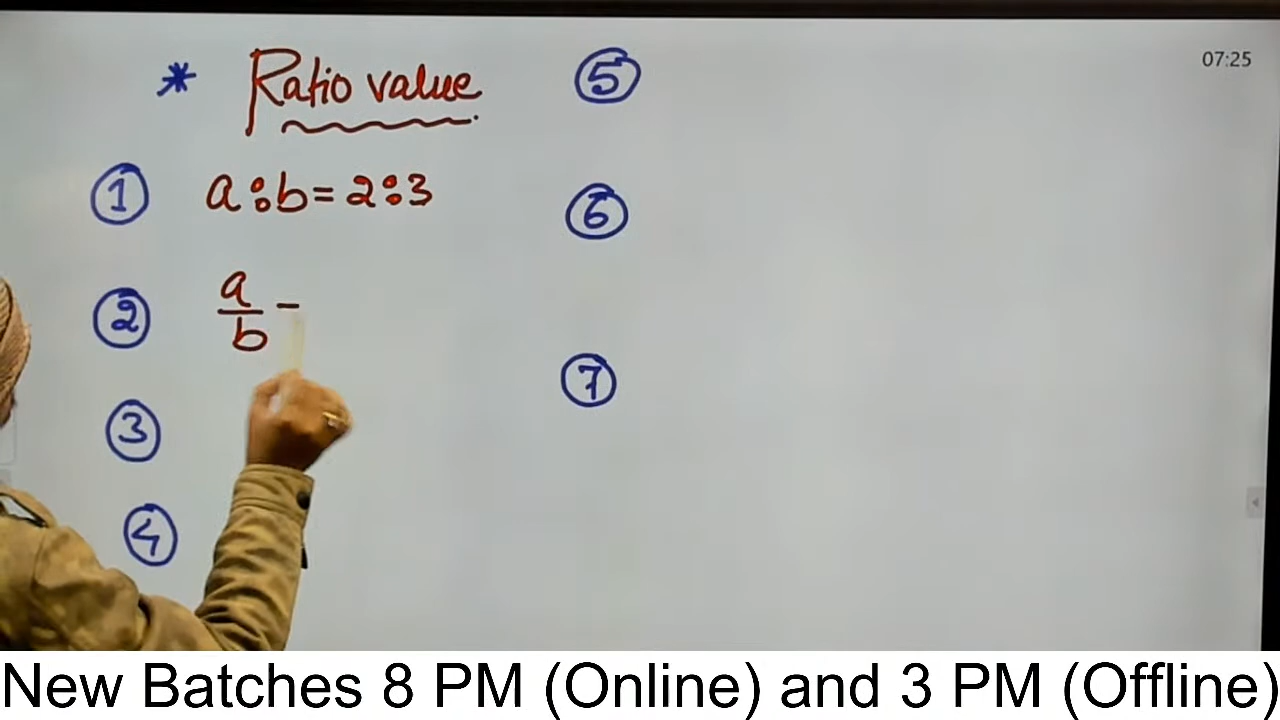 * Ratio value
① a:b = 2:3
② a/b -
③
④
⑤
⑥
⑦
07:25
New Batches 8 PM (Online) and 3 PM (Offline)